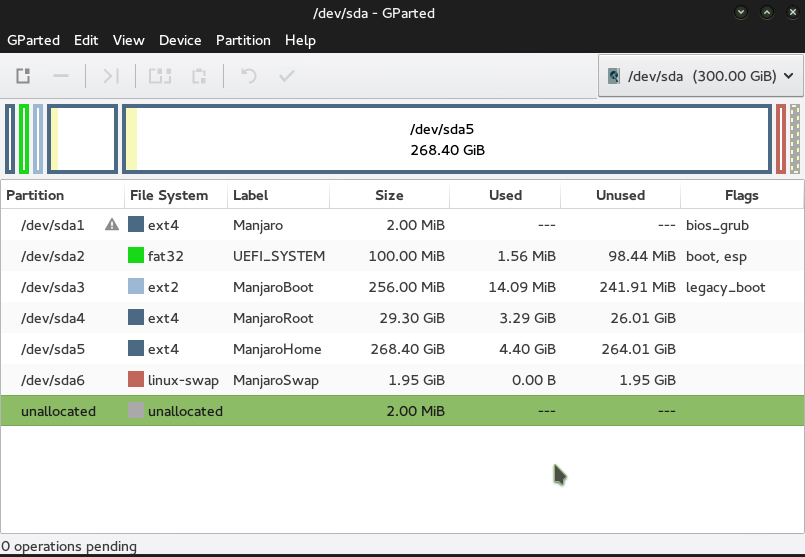 /dev/sda - GParted
GParted Edit View Device Partition Help
/dev/sda (300.00 GiB)
/dev/sda5
268.40 GiB
Partition File System Label Size Used Unused Flags
/dev/sda1 ext4 Manjaro 2.00 MiB --- --- bios_grub
/dev/sda2 fat32 UEFI_SYSTEM 100.00 MiB 1.56 MiB 98.44 MiB boot, esp
/dev/sda3 ext2 ManjaroBoot 256.00 MiB 14.09 MiB 241.91 MiB legacy_boot
/dev/sda4 ext4 ManjaroRoot 29.30 GiB 3.29 GiB 26.01 GiB
/dev/sda5 ext4 ManjaroHome 268.40 GiB 4.40 GiB 264.01 GiB
/dev/sda6 linux-swap ManjaroSwap 1.95 GiB 0.00 B 1.95 GiB
unallocated unallocated 2.00 MiB --- ---
0 operations pending